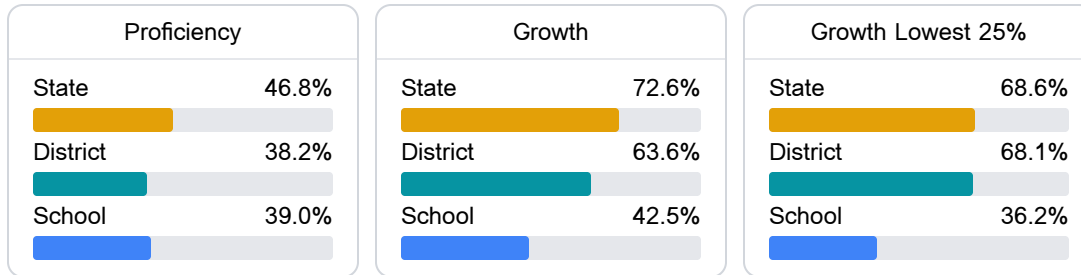 Proficiency
State 46.8%
District 38.2%
School 39.0%
Growth
State 72.6%
District 63.6%
School 42.5%
Growth Lowest 25%
State 68.6%
District 68.1%
School 36.2%